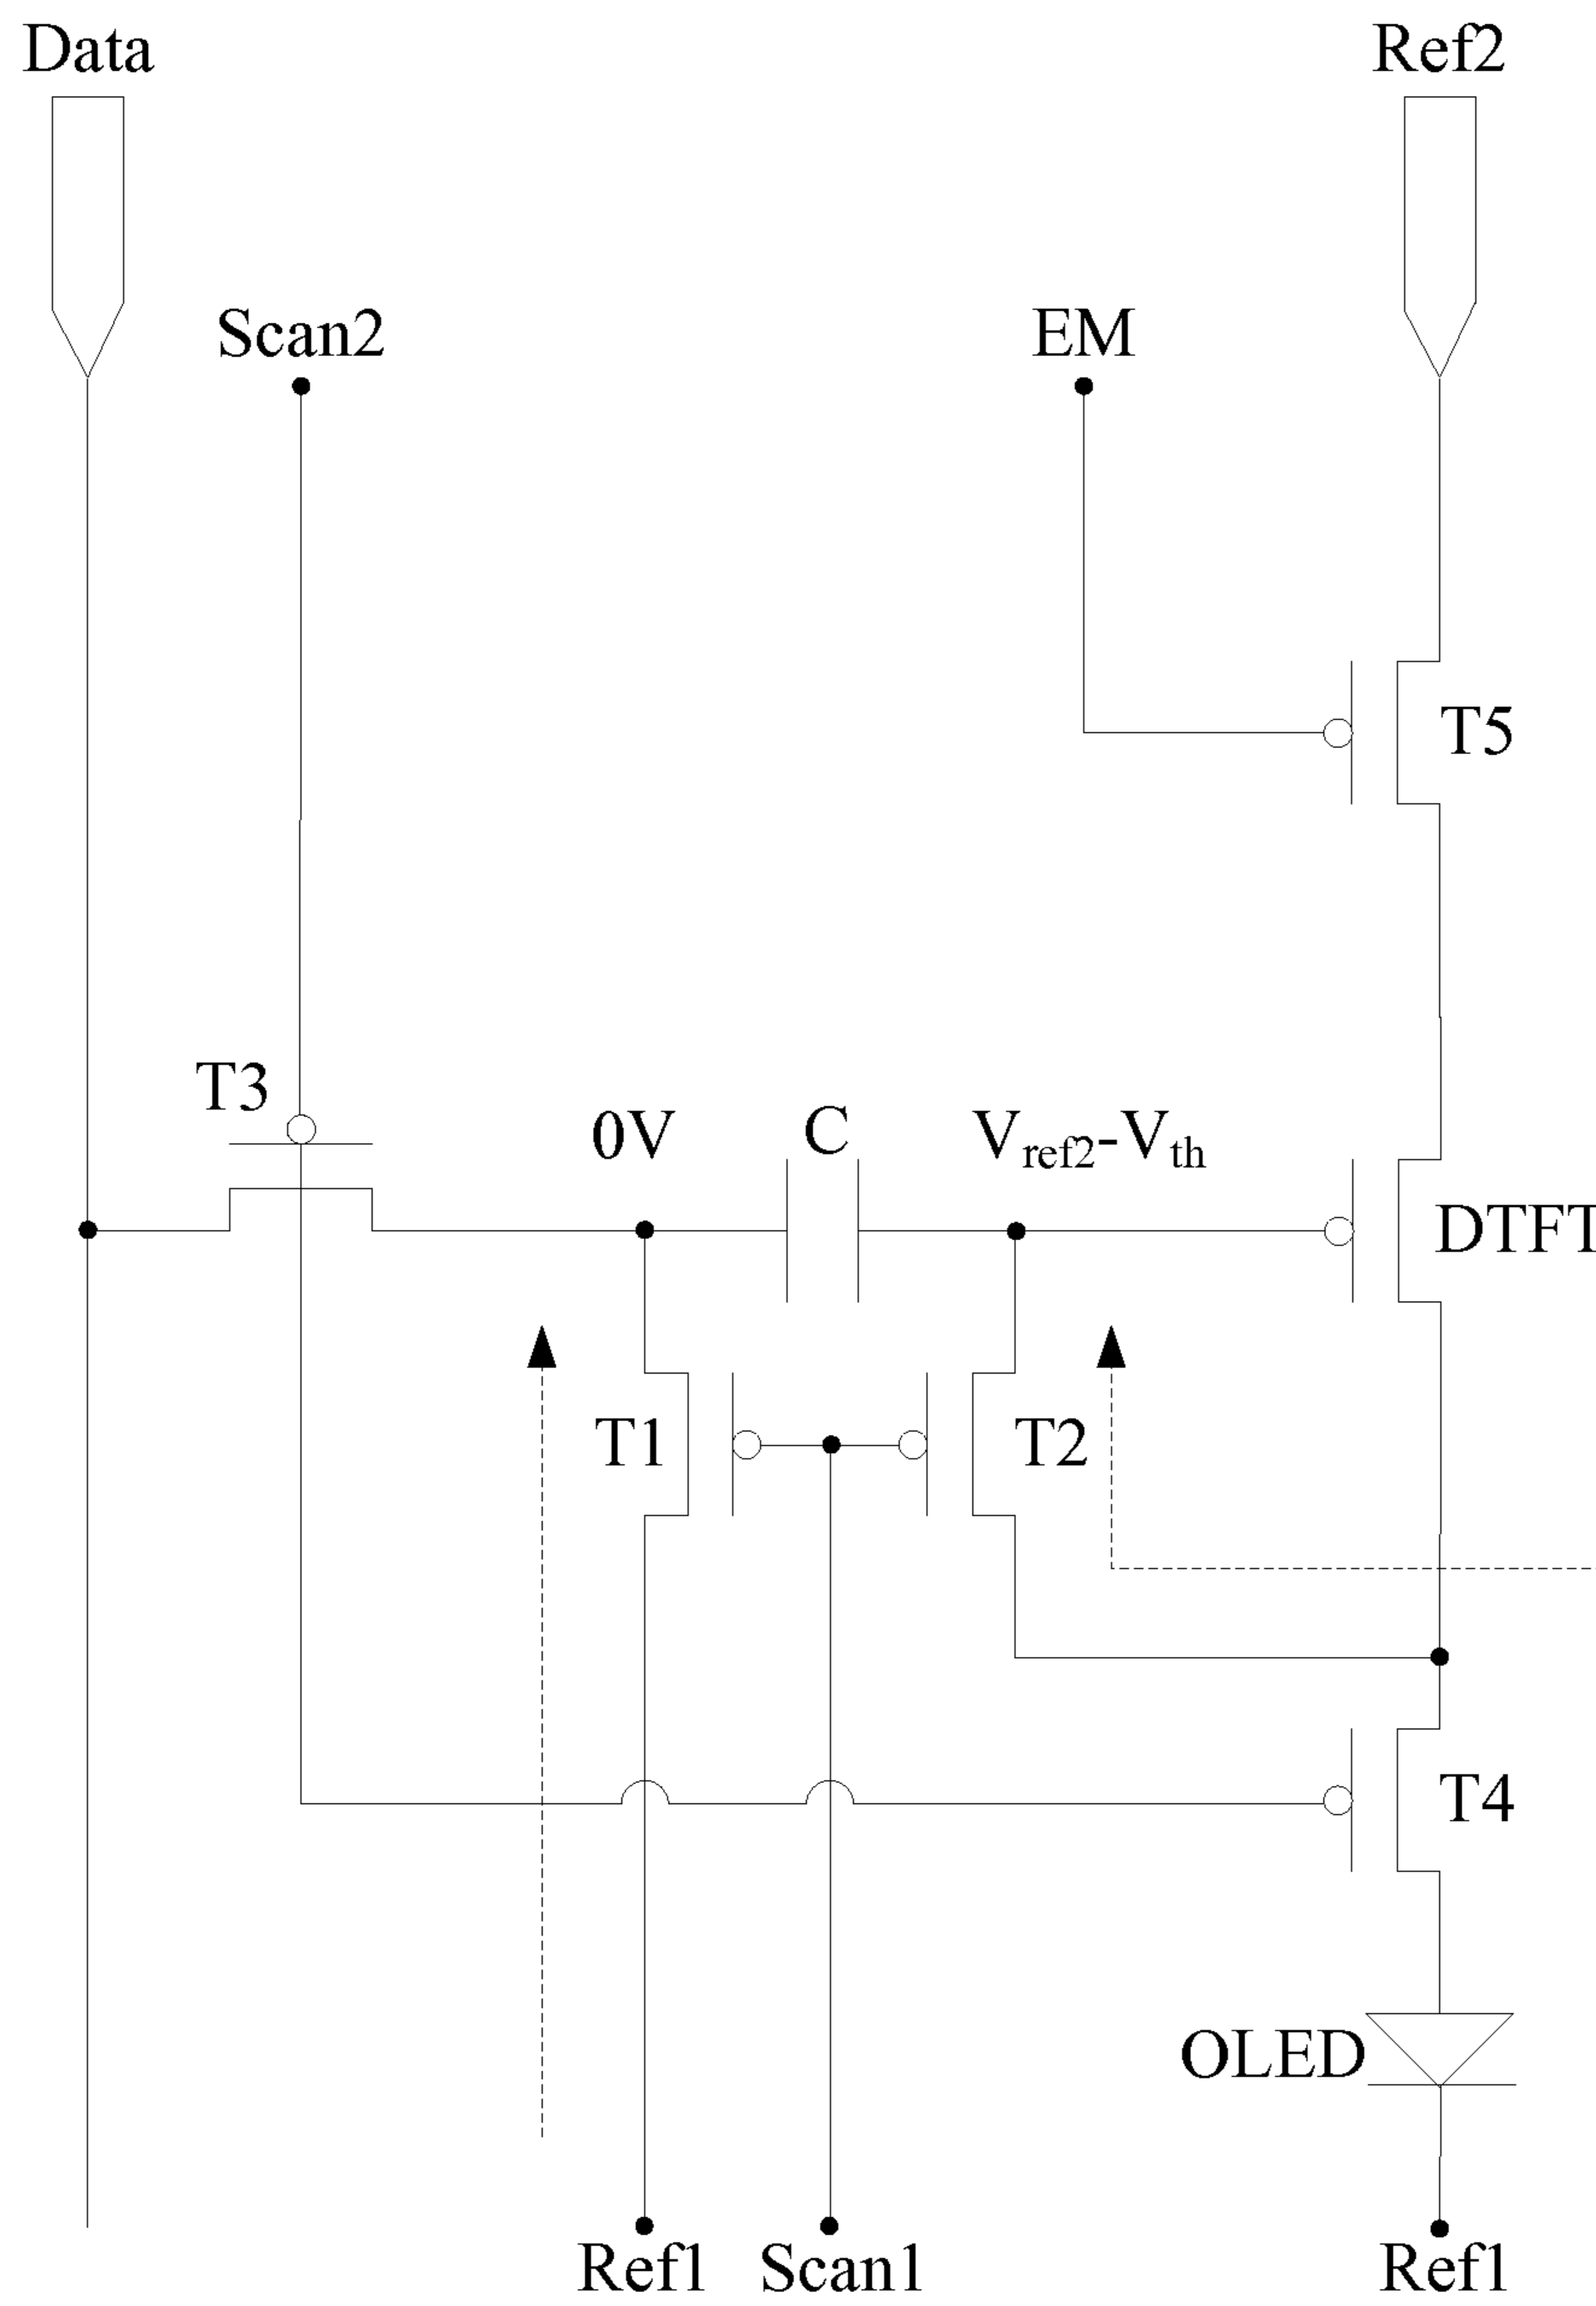 Data
Ref2
Scan2
EM
T5
T3
0V
C
Vref2-Vth
DTFT
T1
T2
T4
OLED
Ref1
Scan1
Ref1